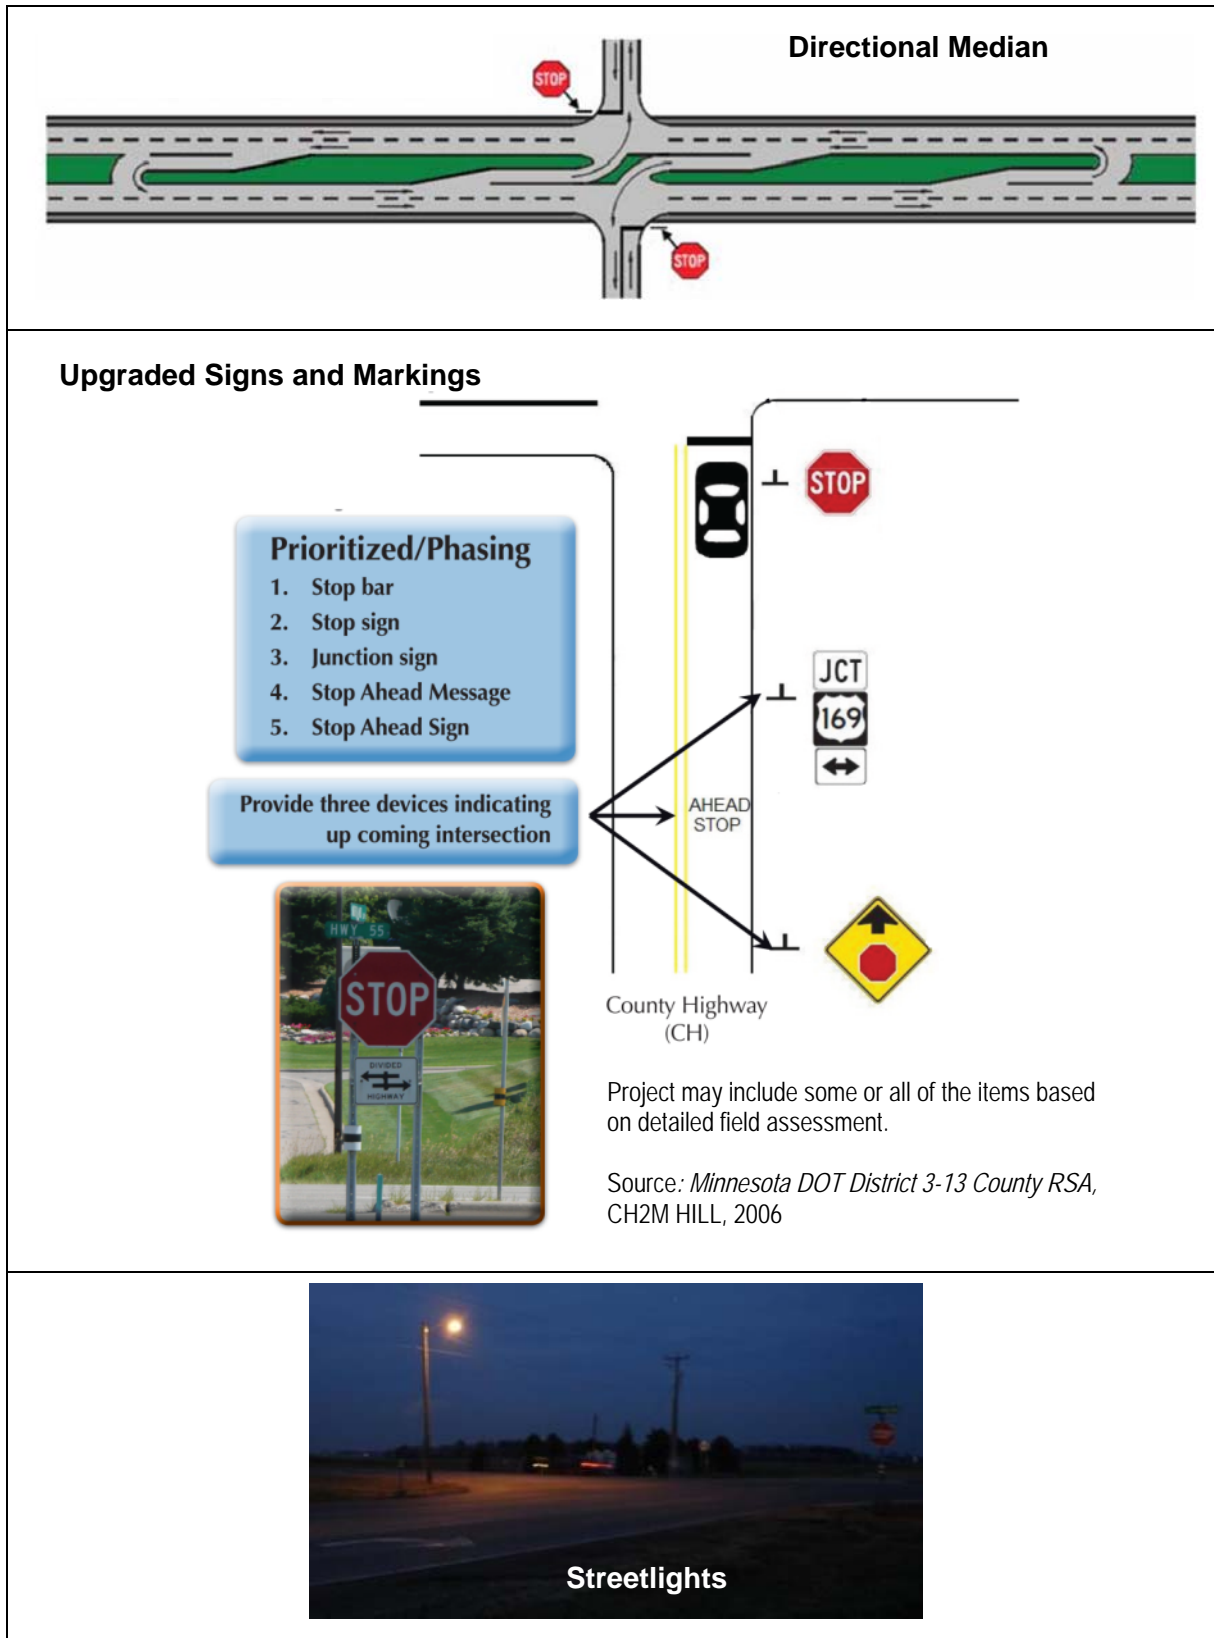 Directional Median
STOP
STOP
Upgraded Signs and Markings
STOP
Prioritized/Phasing
1. Stop bar
2. Stop sign
3. Junction sign
4. Stop Ahead Message
5. Stop Ahead Sign
JCT
169
Provide three devices indicating
up coming intersection
AHEAD
STOP
HWY 55
STOP
DIVIDED
HIGHWAY
County Highway
(CH)
Project may include some or all of the items based
on detailed field assessment.
Source: Minnesota DOT District 3-13 County RSA,
CH2M HILL, 2006
Streetlights